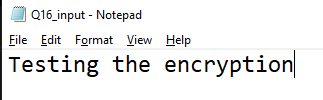 Q16_input - Notepad
File Edit Format View Help
Testing the encryption